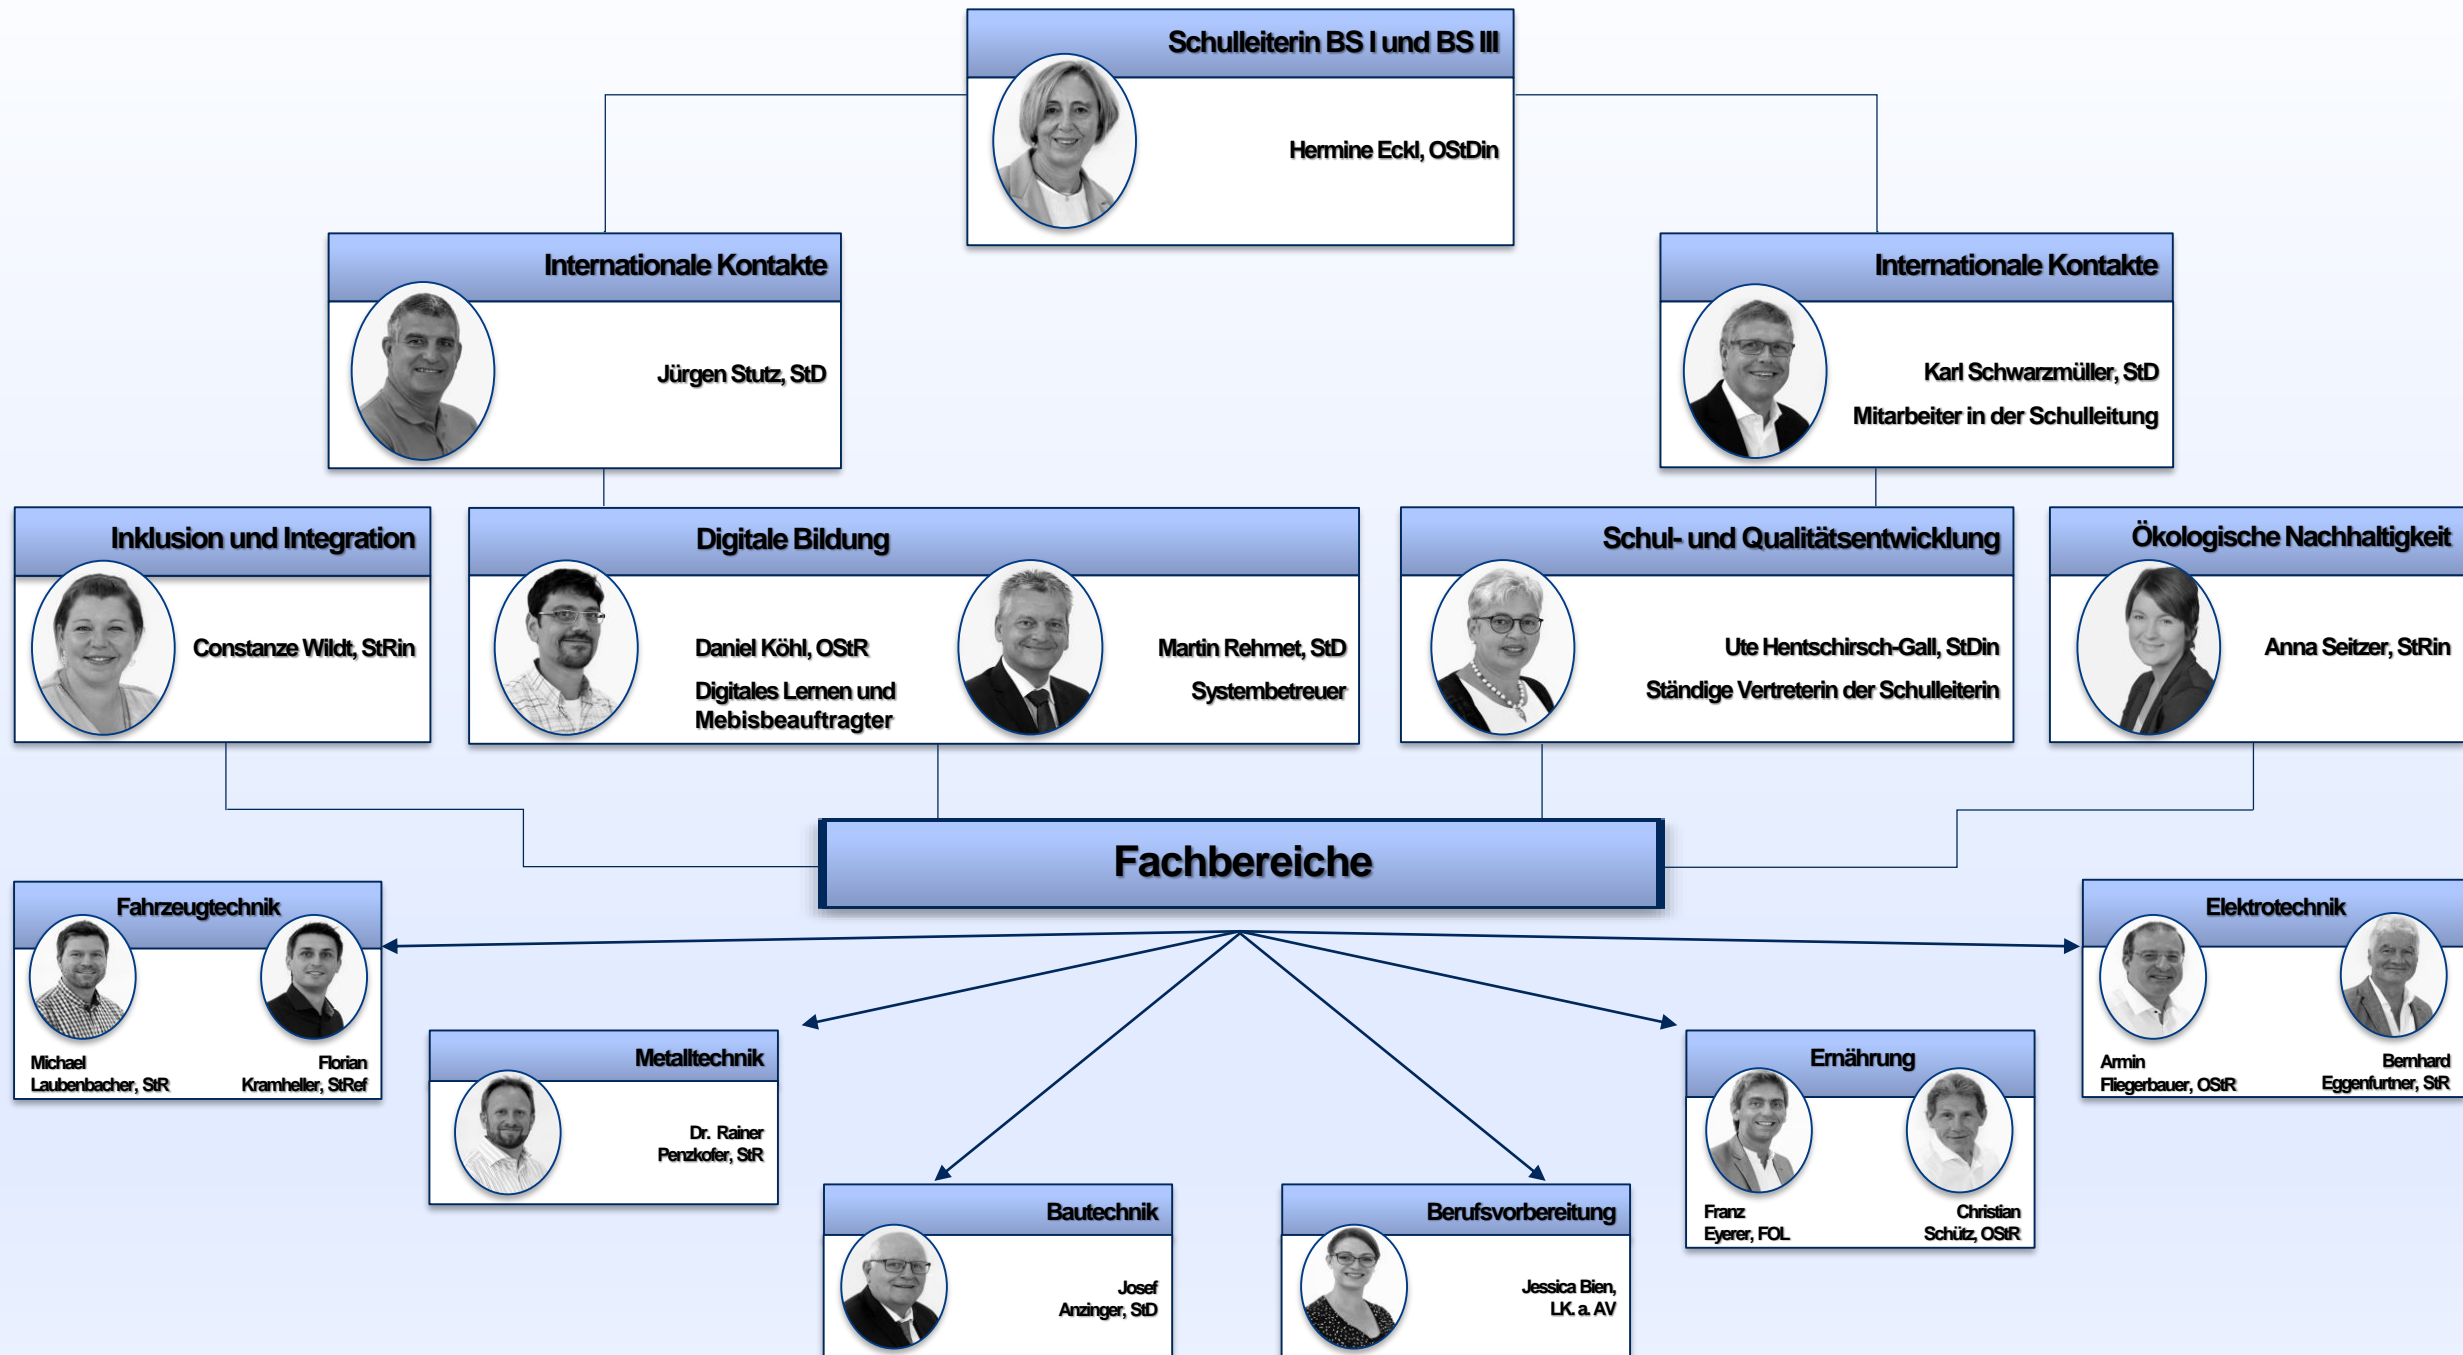 Schulleiterin BS I und BS III
Hermine Eckl, OStDin
Internationale Kontakte
Jürgen Stutz, StD
Internationale Kontakte
Karl Schwarzmüller, StD
Mitarbeiter in der Schulleitung
Inklusion und Integration
Constanze Wildt, StRin
Digitale Bildung
Daniel Köhl, OStR
Digitales Lernen und
Mebisbeauftragter
Martin Rehmet, StD
Systembetreuer
Schul- und Qualitätsentwicklung
Ute Hentschirsch-Gall, StDin
Ständige Vertreterin der Schulleiterin
Ökologische Nachhaltigkeit
Anna Seitzer, StRin
Fachbereiche
Fahrzeugtechnik
Michael
Laubenbacher, StR
Florian
Kramheller, StRef
Metalltechnik
Dr. Rainer
Penzkofer, StR
Bautechnik
Josef
Anzinger, StD
Berufsvorbereitung
Jessica Bien,
LK. a. AV
Ernährung
Franz
Eyerer, FOL
Christian
Schütz, OStR
Elektrotechnik
Armin
Fliegerbauer, OStR
Bernhard
Eggenfurtner, StR